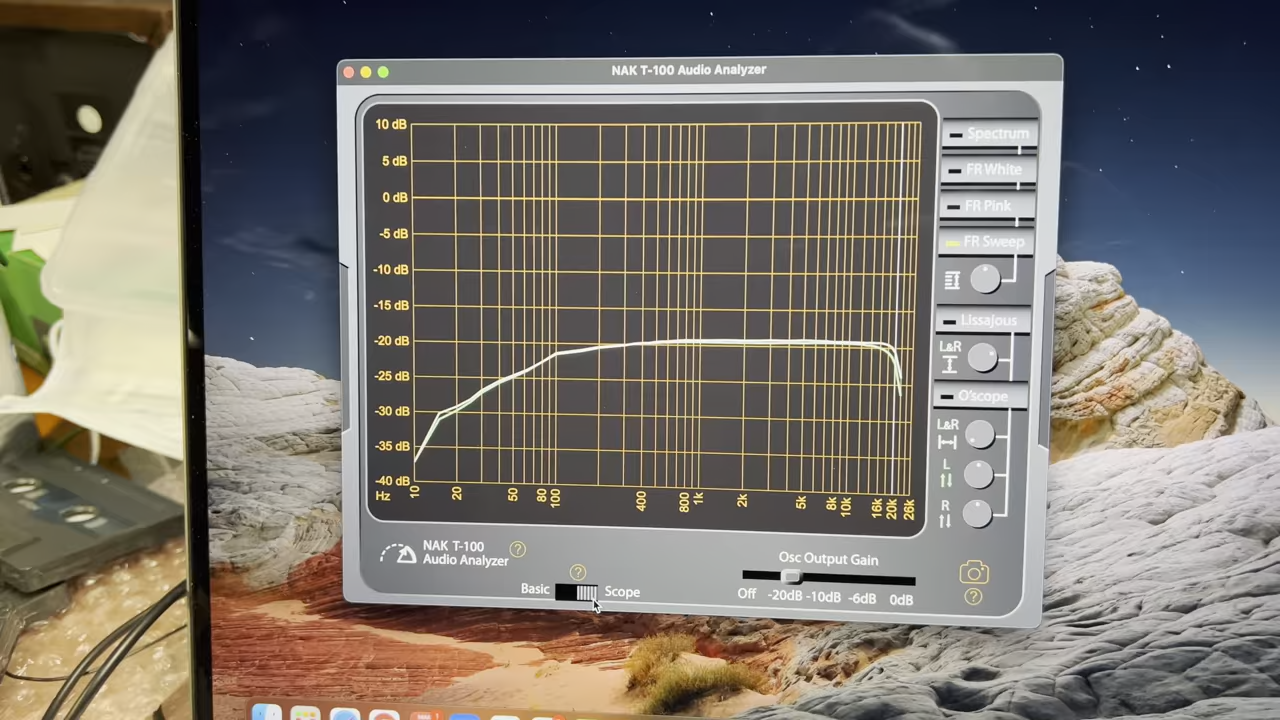 NAK T-100 Audio Analyzer
10 dB
5 dB
0 dB
-5 dB
-10 dB
-15 dB
-20 dB
-25 dB
-30 dB
-35 dB
-40 dB
Hz 10 20 50 80 100 400 800 1k 2k 5k 8k 10k 16k 20k 26k
Spectrum
FR White
FR Pink
FR Sweep
Lissajous
L&R
O'scope
L&R
L
R
NAK T-100 ?
Audio Analyzer
?
Basic Scope
Osc Output Gain
Off -20dB -10dB -6dB 0dB
?